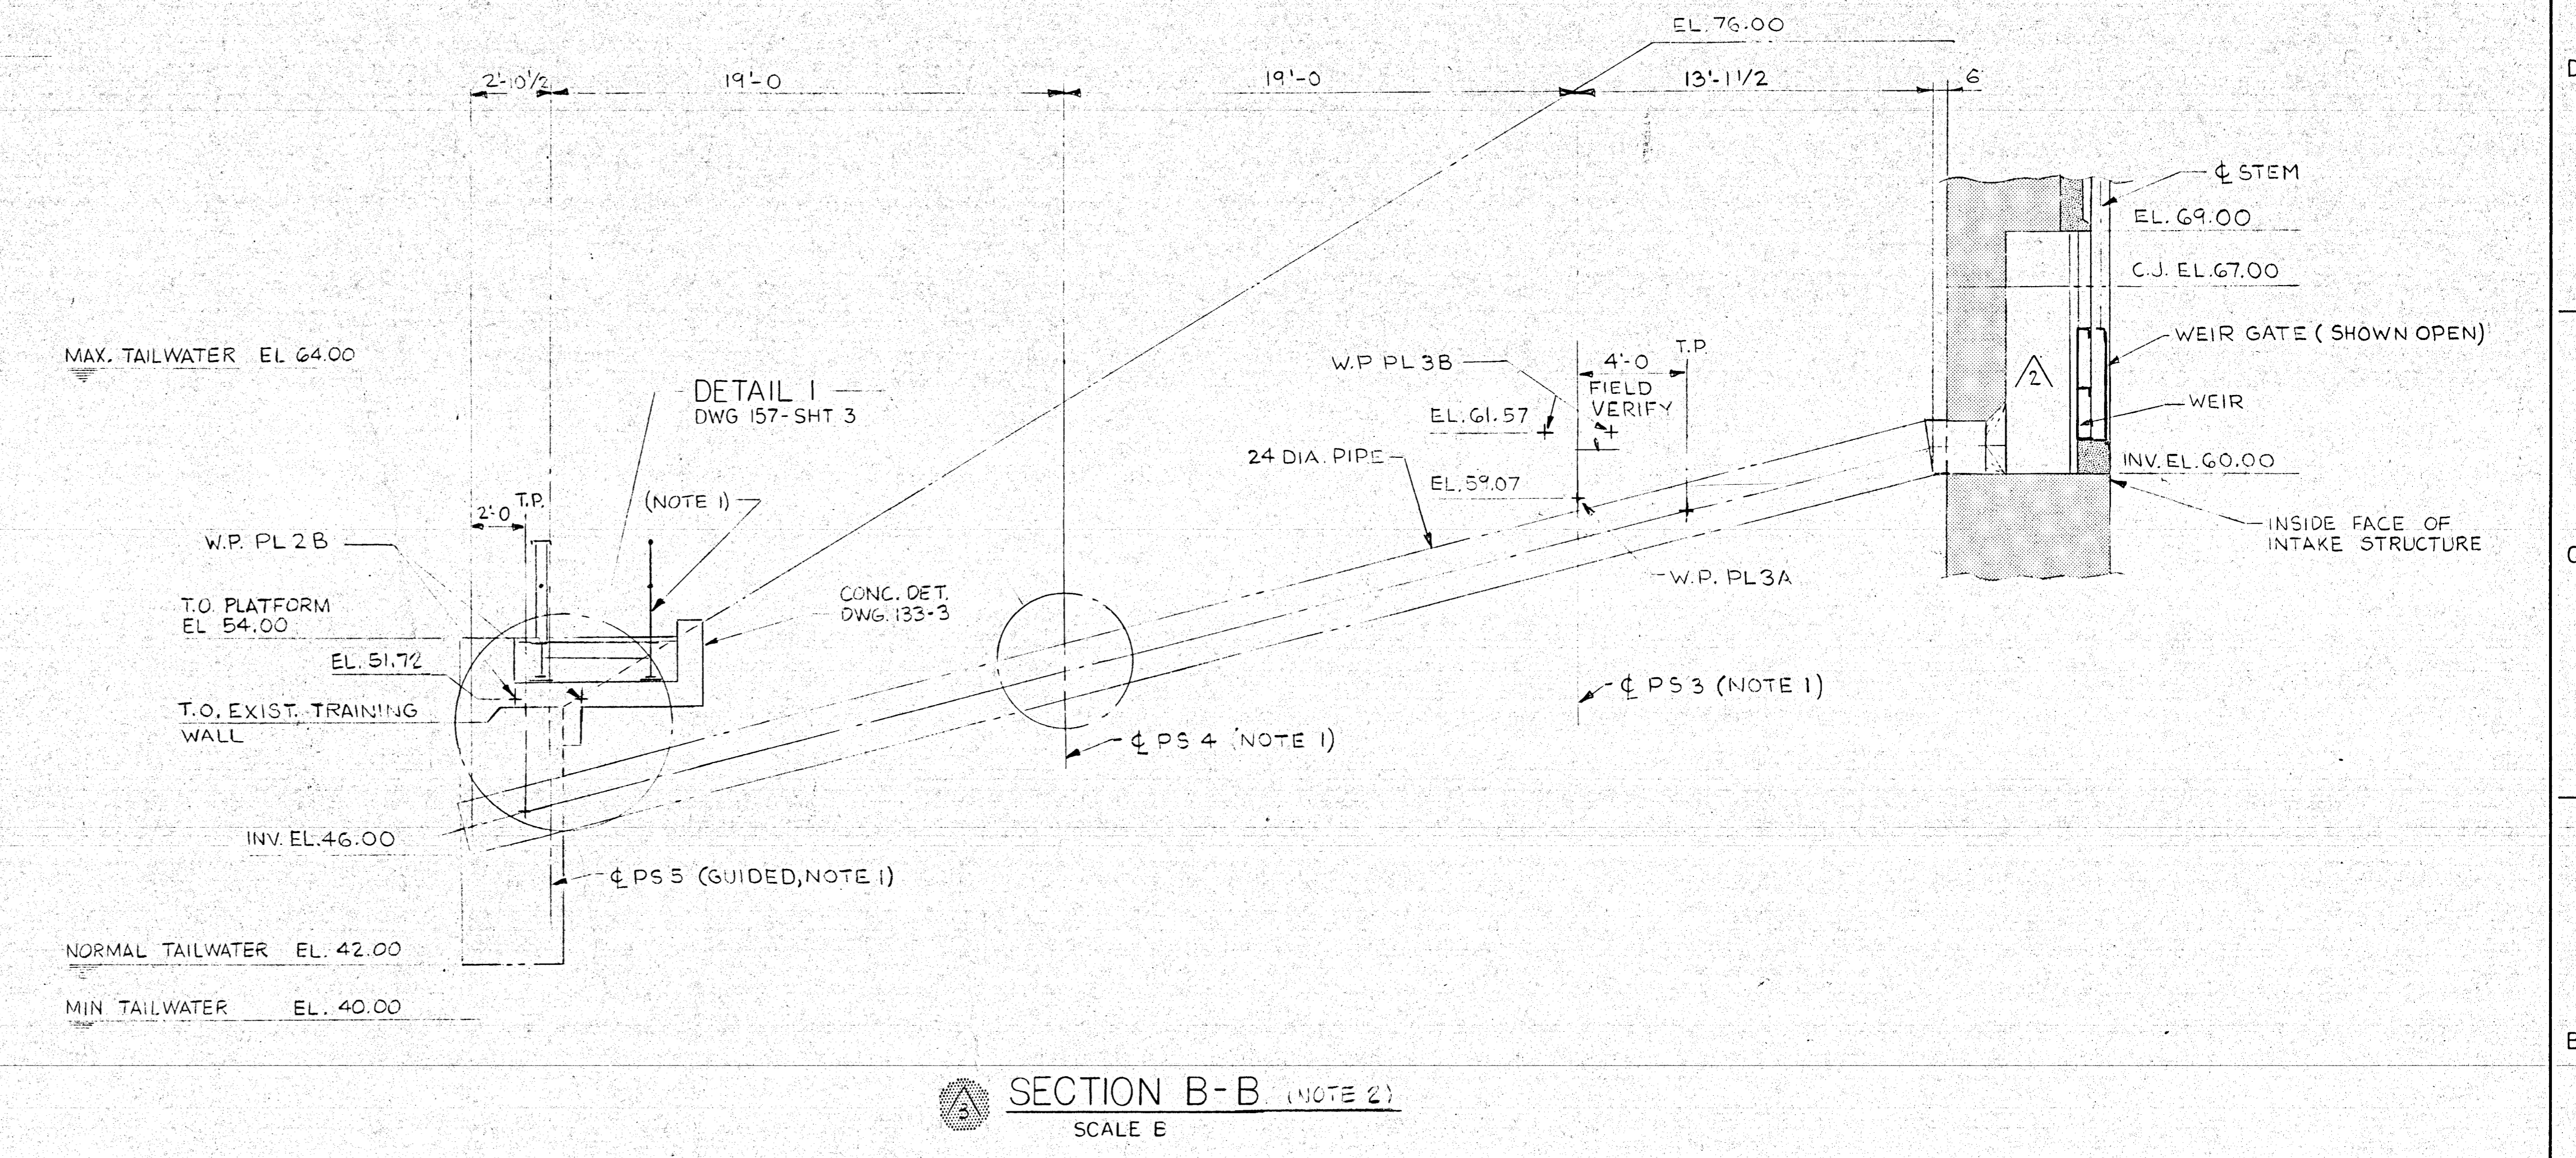 EL. 76.00
2'-10 1/2
19'-0
19'-0
13'-1 1/2
6
D
℄ STEM
EL. 69.00
C.J. EL. 67.00
WEIR GATE ( SHOWN OPEN)
2
WEIR
INV. EL. 60.00
INSIDE FACE OF
INTAKE STRUCTURE
C
MAX. TAILWATER EL 64.00
DETAIL 1
DWG 157-SHT 3
W.P PL 3B
4'-0
T.P.
FIELD
VERIFY
EL. 61.57
24 DIA. PIPE
EL. 59.07
W.P. PL3A
2'-0
T.P.
(NOTE 1)
W.P. PL 2B
T.O. PLATFORM
EL 54.00
CONC. DET.
DWG. 133-3
EL. 51.72
T.O. EXIST. TRAINING
WALL
℄ PS 3 (NOTE 1)
℄ PS 4 (NOTE 1)
INV. EL. 46.00
℄ PS 5 (GUIDED, NOTE 1)
NORMAL TAILWATER EL. 42.00
MIN. TAILWATER EL. 40.00
B
3
SECTION B-B (NOTE 2)
SCALE B